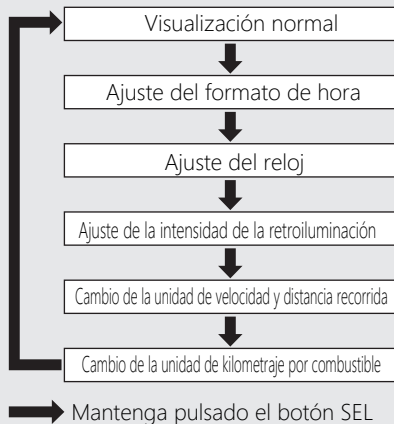 Visualización normal
Ajuste del formato de hora
Ajuste del reloj
Ajuste de la intensidad de la retroiluminación
Cambio de la unidad de velocidad y distancia recorrida
Cambio de la unidad de kilometraje por combustible
Mantenga pulsado el botón SEL